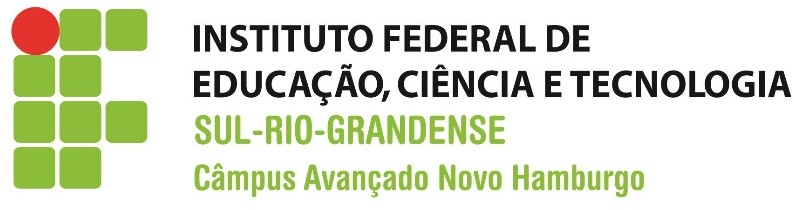 INSTITUTO FEDERAL DE
EDUCAÇÃO, CIÊNCIA E TECNOLOGIA
SUL-RIO-GRANDENSE
Câmpus Avançado Novo Hamburgo